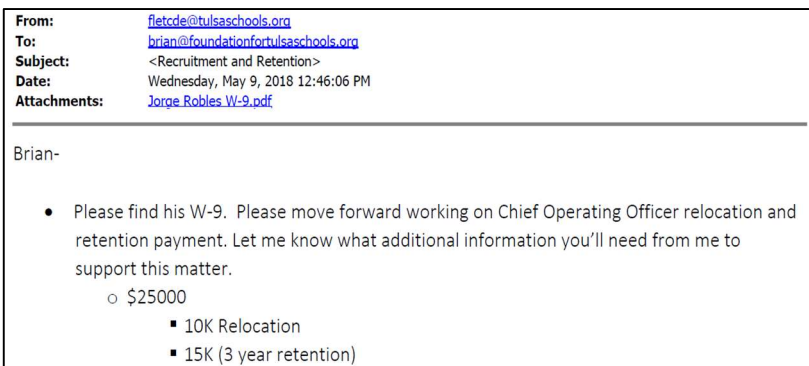 From: fletcde@tulsaschools.org
To: brian@foundationfortulsaschools.org
Subject: <Recruitment and Retention>
Date: Wednesday, May 9, 2018 12:46:06 PM
Attachments: Jorge Robles W-9.pdf
Brian-
• Please find his W-9. Please move forward working on Chief Operating Officer relocation and
retention payment. Let me know what additional information you’ll need from me to
support this matter.
o $25000
▪ 10K Relocation
▪ 15K (3 year retention)